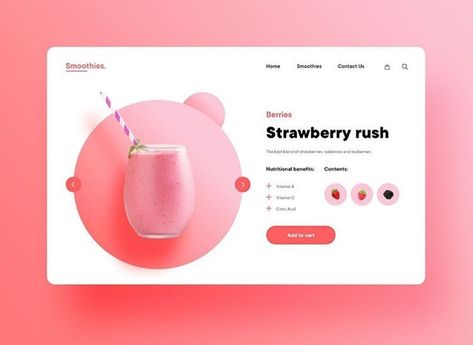 Smoothies.
Home
Smoothies
Contact Us
Berries
Strawberry rush
The best blend of strawberries, redberries and mulberries.
Nutritional benefits:
Contents:
Vitamin A
Vitamin C
Citric Acid
Add to cart